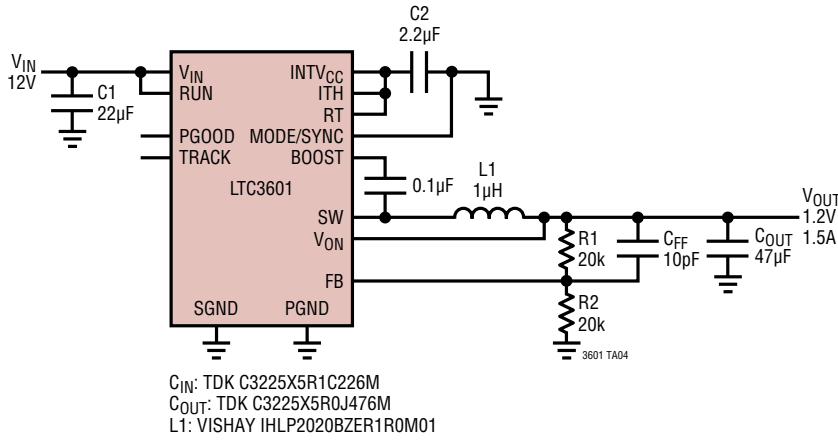 C2
2.2µF
VIN
12V
C1
22µF
VIN
RUN
PGOOD
TRACK
LTC3601
INTVCC
ITH
RT
MODE/SYNC
BOOST
SW
VON
FB
SGND
PGND
0.1µF
L1
1µH
VOUT
1.2V
1.5A
R1
20k
CFF
10pF
COUT
47µF
R2
20k
3601 TA04
CIN: TDK C3225X5R1C226M
COUT: TDK C3225X5R0J476M
L1: VISHAY IHLP2020BZER1R0M01